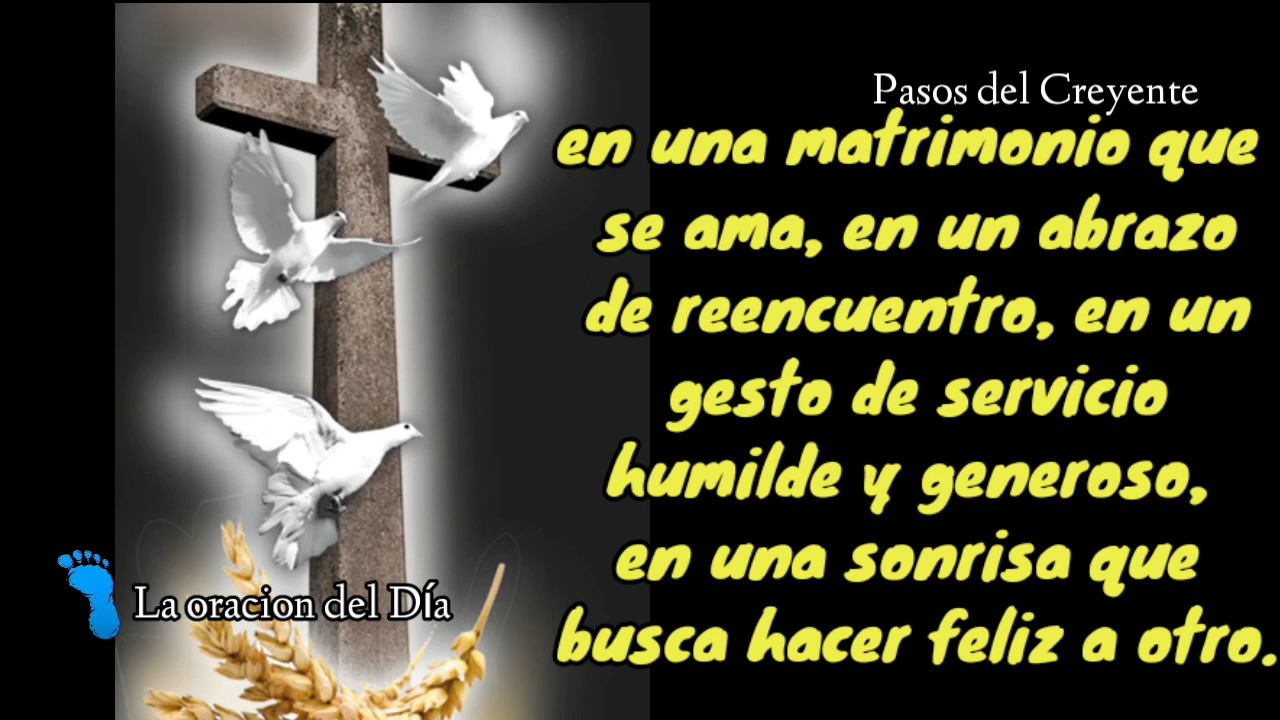 Pasos del Creyente
en una matrimonio que
se ama, en un abrazo
de reencuentro, en un
gesto de servicio
humilde y generoso,
en una sonrisa que
busca hacer feliz a otro.
La oracion del Día